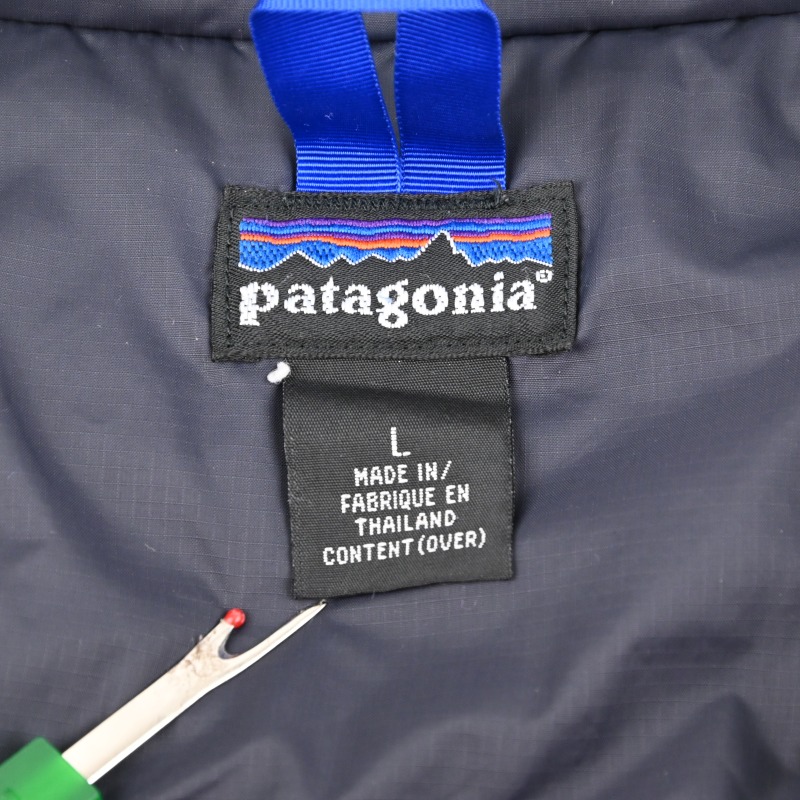 patagonia®
L
MADE IN/
FABRIQUE EN
THAILAND
CONTENT (OVER)